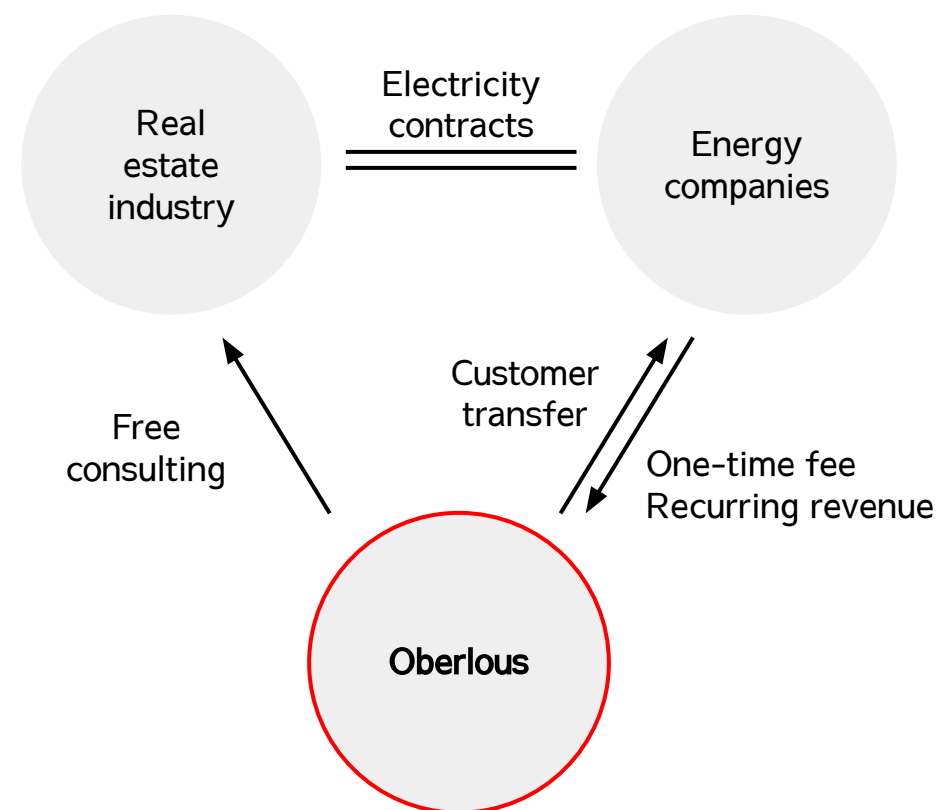 Electricity
contracts
Real
estate
industry
Energy
companies
Customer
transfer
Free
consulting
One-time fee
Recurring revenue
Oberlous